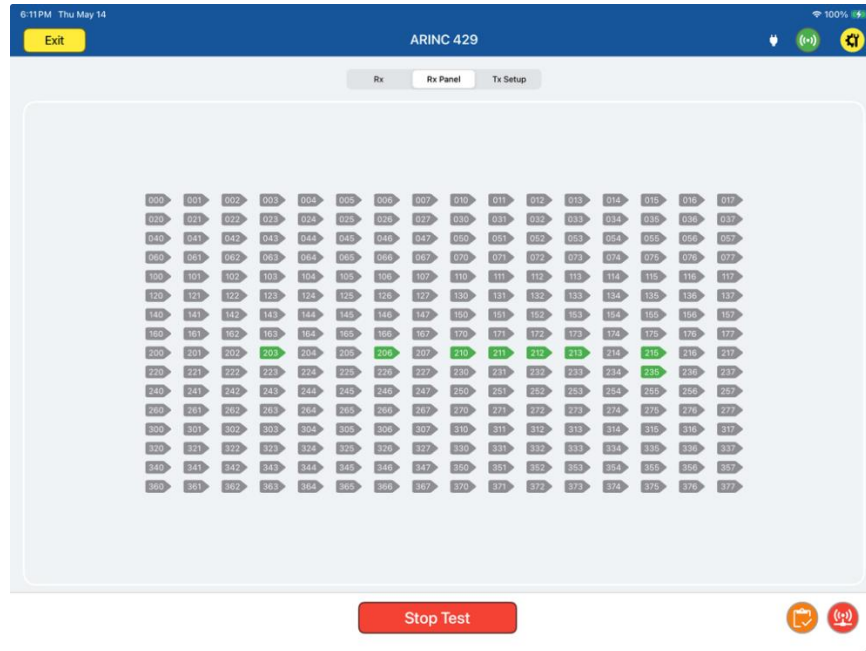 6:11 PM Thu May 14 100%
Exit ARINC 429
Rx Rx Panel Tx Setup
000 001 002 003 004 005 006 007 010 011 012 013 014 015 016 017
020 021 022 023 024 025 026 027 030 031 032 033 034 035 036 037
040 041 042 043 044 045 046 047 050 051 052 053 054 055 056 057
060 061 062 063 064 065 066 067 070 071 072 073 074 075 076 077
100 101 102 103 104 105 106 107 110 111 112 113 114 115 116 117
120 121 122 123 124 125 126 127 130 131 132 133 134 135 136 137
140 141 142 143 144 145 146 147 150 151 152 153 154 155 156 157
160 161 162 163 164 165 166 167 170 171 172 173 174 175 176 177
200 201 202 203 204 205 206 207 210 211 212 213 214 215 216 217
220 221 222 223 224 225 226 227 230 231 232 233 234 235 236 237
240 241 242 243 244 245 246 247 250 251 252 253 254 255 256 257
260 261 262 263 264 265 266 267 270 271 272 273 274 275 276 277
300 301 302 303 304 305 306 307 310 311 312 313 314 315 316 317
320 321 322 323 324 325 326 327 330 331 332 333 334 335 336 337
340 341 342 343 344 345 346 347 350 351 352 353 354 355 356 357
360 361 362 363 364 365 366 367 370 371 372 373 374 375 376 377
Stop Test